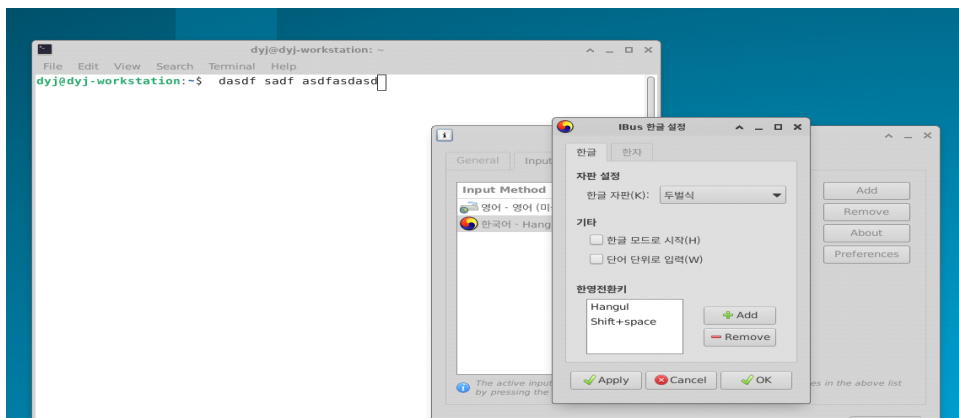 dyj@dyj-workstation: ~
File Edit View Search Terminal Help
dyj@dyj-workstation:~$ dasdf sadf asdfasdasd
IBus 한글 설정
한글 한자
자판 설정
한글 자판(K): 두벌식
기타
한글 모드로 시작(H)
단어 단위로 입력(W)
한영전환키
Hangul
Shift+space
Add
Remove
Apply Cancel OK
General Input
Input Method
영어 - 영어 (미
한국어 - Hang
Add
Remove
About
Preferences
The active input es in the above list
by pressing the